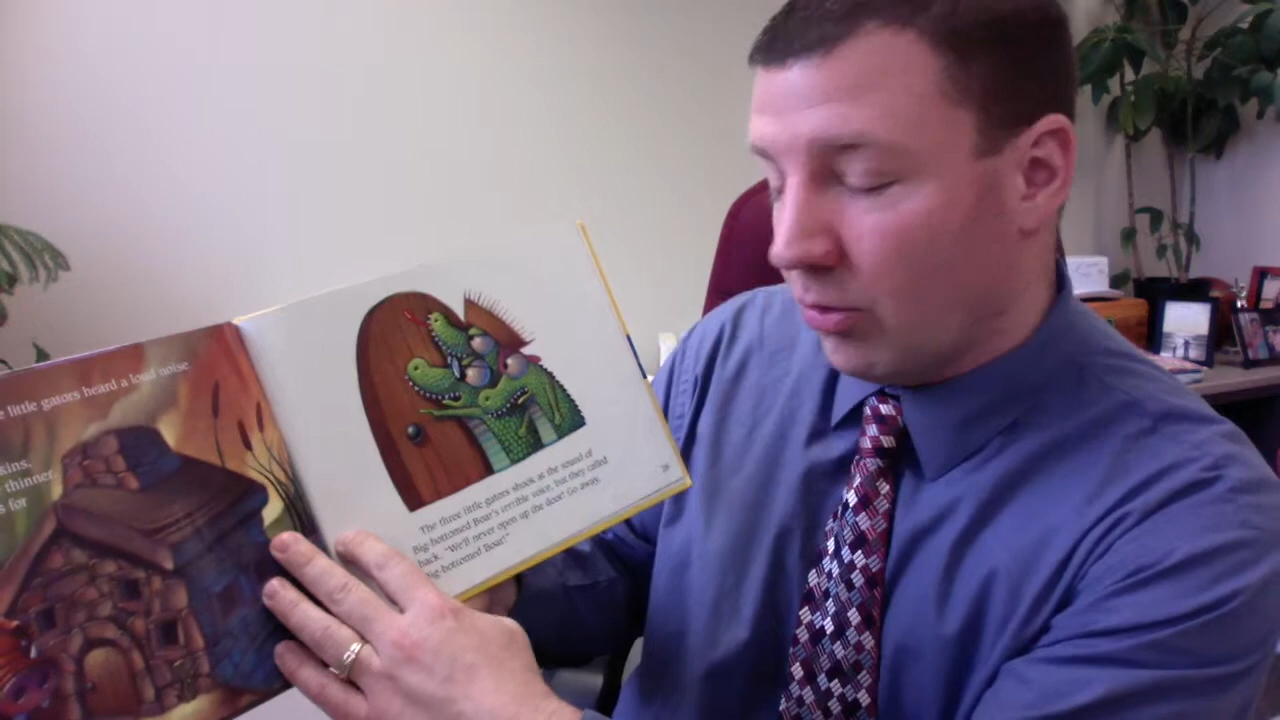 e little gators heard a loud noise
kins,
thinner
s for
The three little gators shook at the sound of
Big-bottomed Boar's terrible voice, but they called
back, "We'll never open up the door! Go away,
Big-bottomed Boar!"